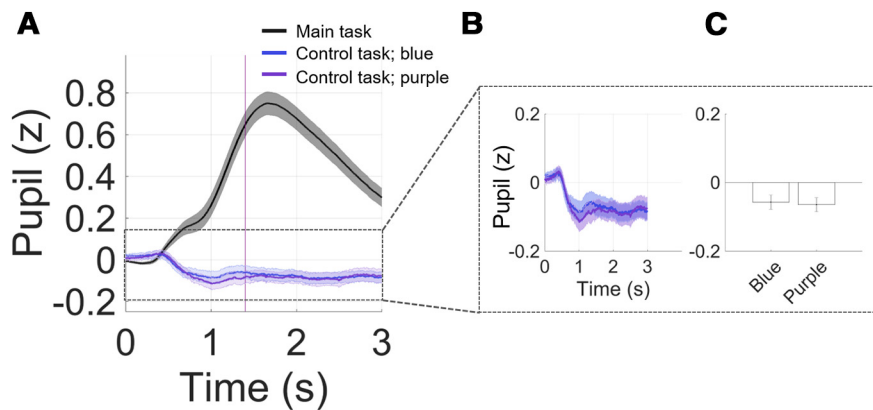 A
B
C
Main task
Control task; blue
Control task; purple
Pupil (z)
0.8
0.6
0.4
0.2
0
-0.2
0
1
2
3
Time (s)
Pupil (z)
0.2
0
-0.2
0
1
2
3
Time (s)
0.2
0
-0.2
Blue
Purple